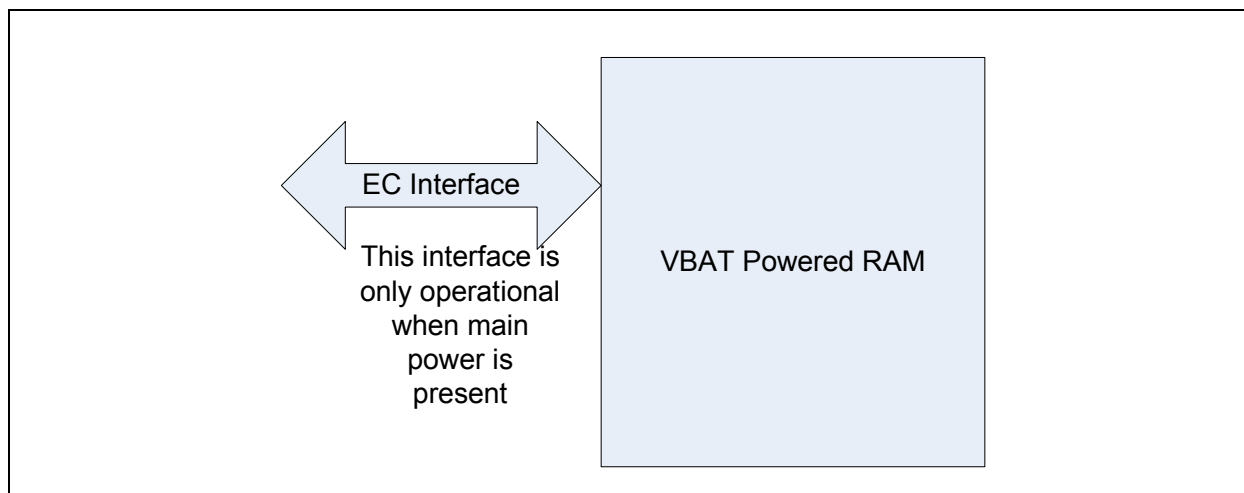 EC Interface
This interface is
only operational
when main
power is
present
VBAT Powered RAM